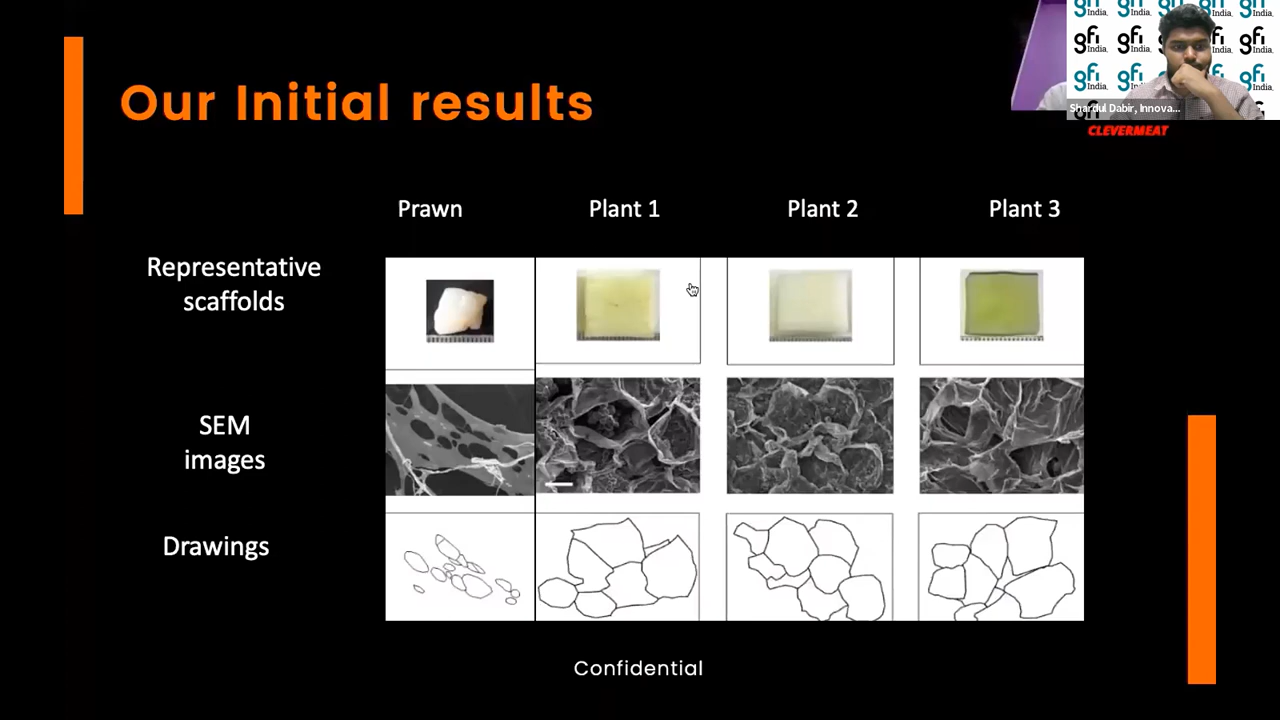 Our Initial results
gfi India.
Shardul Dabir, Innova...
CLEVERMEAT
Prawn
Plant 1
Plant 2
Plant 3
Representative
scaffolds
SEM
images
Drawings
Confidential